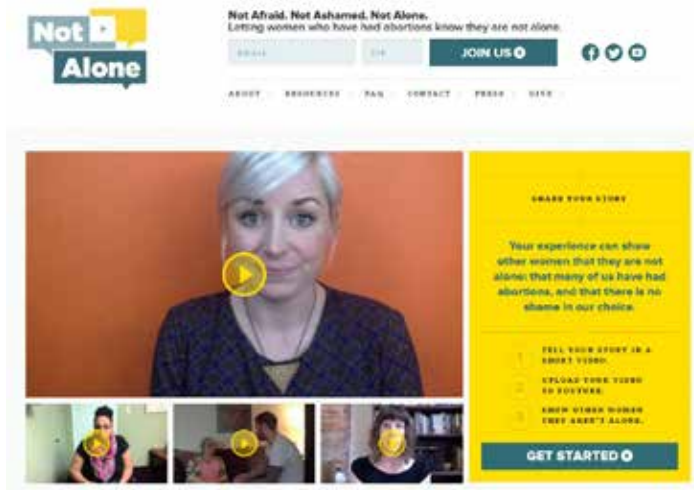 Not
Alone
Not Afraid. Not Ashamed. Not Alone.
Letting women who have had abortions know they are not alone.
EMAIL
ZIP
JOIN US
ABOUT RESOURCES FAQ CONTACT PRESS GIVE
SHARE YOUR STORY
Your experience can show
other women that they are not
alone: that many of us have had
abortions, and that there is no
shame in our choice.
1 TELL YOUR STORY IN A
SHORT VIDEO.
2 UPLOAD YOUR VIDEO
TO YOUTUBE.
3 SHOW OTHER WOMEN
THEY AREN'T ALONE.
GET STARTED